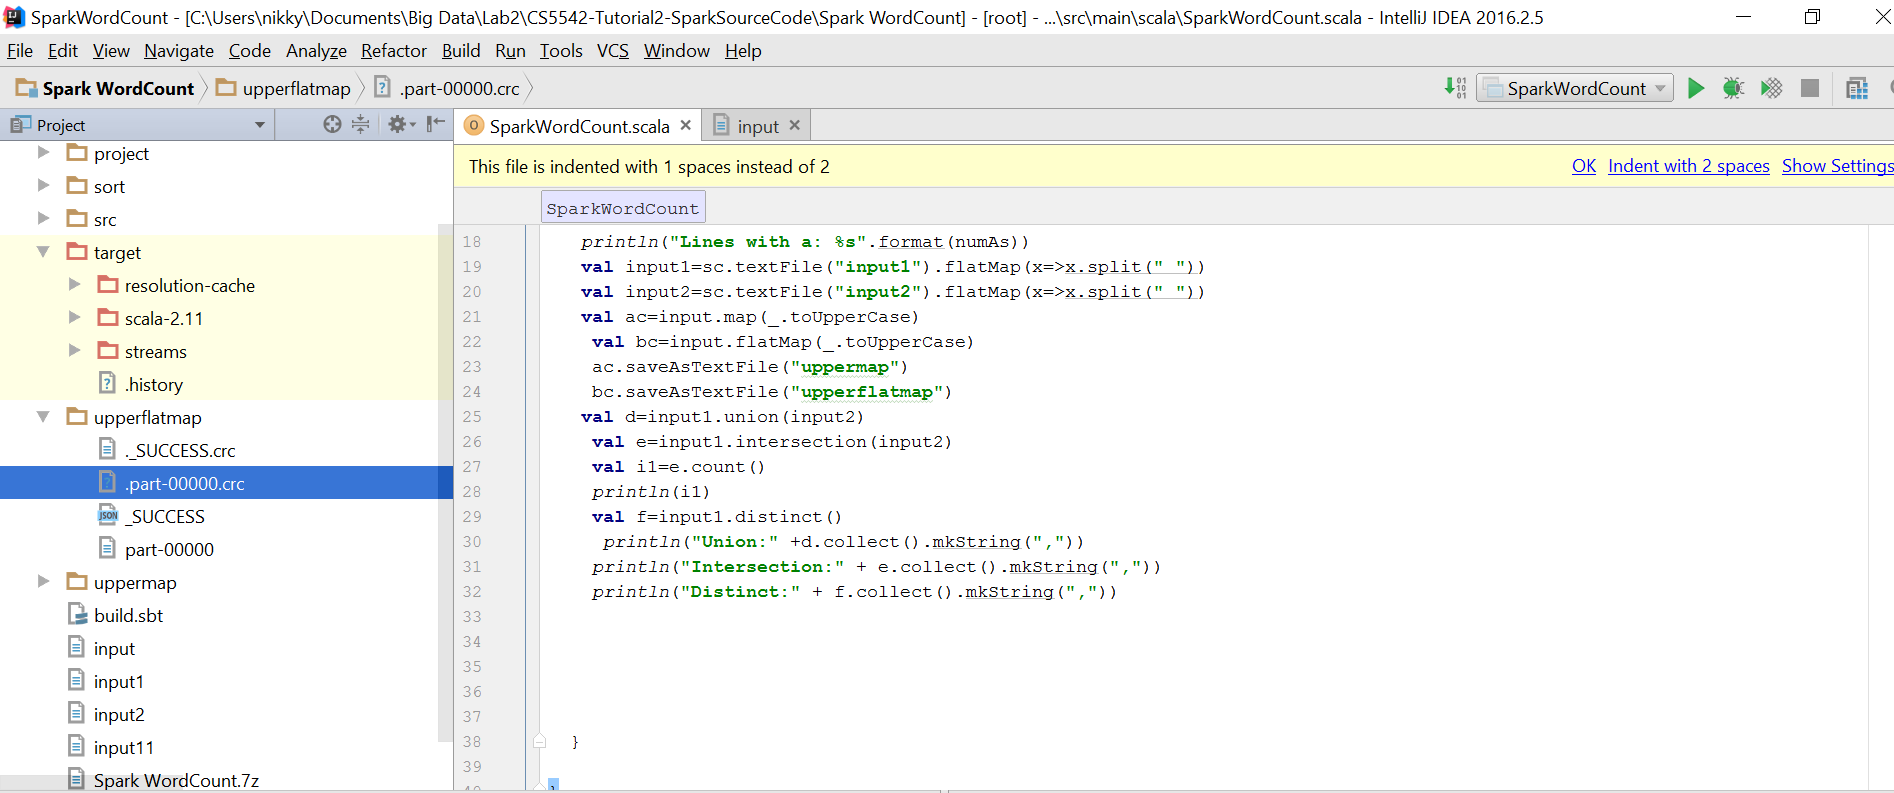 SparkWordCount - [C:\Users\nikky\Documents\Big Data\Lab2\CS5542-Tutorial2-SparkSourceCode\Spark WordCount] - [root] - ...\src\main\scala\SparkWordCount.scala - IntelliJ IDEA 2016.2.5
File Edit View Navigate Code Analyze Refactor Build Run Tools VCS Window Help
Spark WordCount upperflatmap .part-00000.crc SparkWordCount
Project SparkWordCount.scala input
This file is indented with 1 spaces instead of 2 OK Indent with 2 spaces Show Settings
SparkWordCount
project
sort
src
target
resolution-cache
scala-2.11
streams
.history
upperflatmap
._SUCCESS.crc
.part-00000.crc
_SUCCESS
part-00000
uppermap
build.sbt
input
input1
input2
input11
Spark WordCount.7z
18 println("Lines with a: %s".format(numAs))
19 val input1=sc.textFile("input1").flatMap(x=>x.split(" "))
20 val input2=sc.textFile("input2").flatMap(x=>x.split(" "))
21 val ac=input.map(_.toUpperCase)
22 val bc=input.flatMap(_.toUpperCase)
23 ac.saveAsTextFile("uppermap")
24 bc.saveAsTextFile("upperflatmap")
25 val d=input1.union(input2)
26 val e=input1.intersection(input2)
27 val i1=e.count()
28 println(i1)
29 val f=input1.distinct()
30 println("Union:" +d.collect().mkString(","))
31 println("Intersection:" + e.collect().mkString(","))
32 println("Distinct:" + f.collect().mkString(","))
33
34
35
36
37
38 }
39